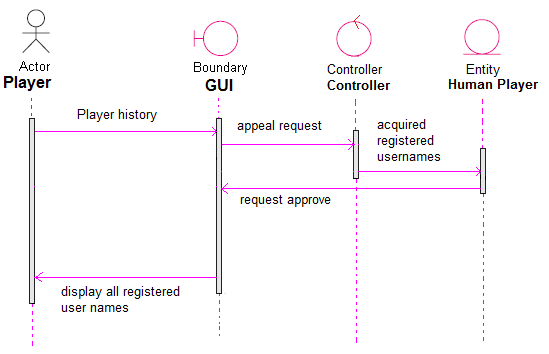 Actor
Player
Boundary
GUI
Controller
Controller
Entity
Human Player
Player history
appeal request
acquired
registered
usernames
request approve
display all registered
user names